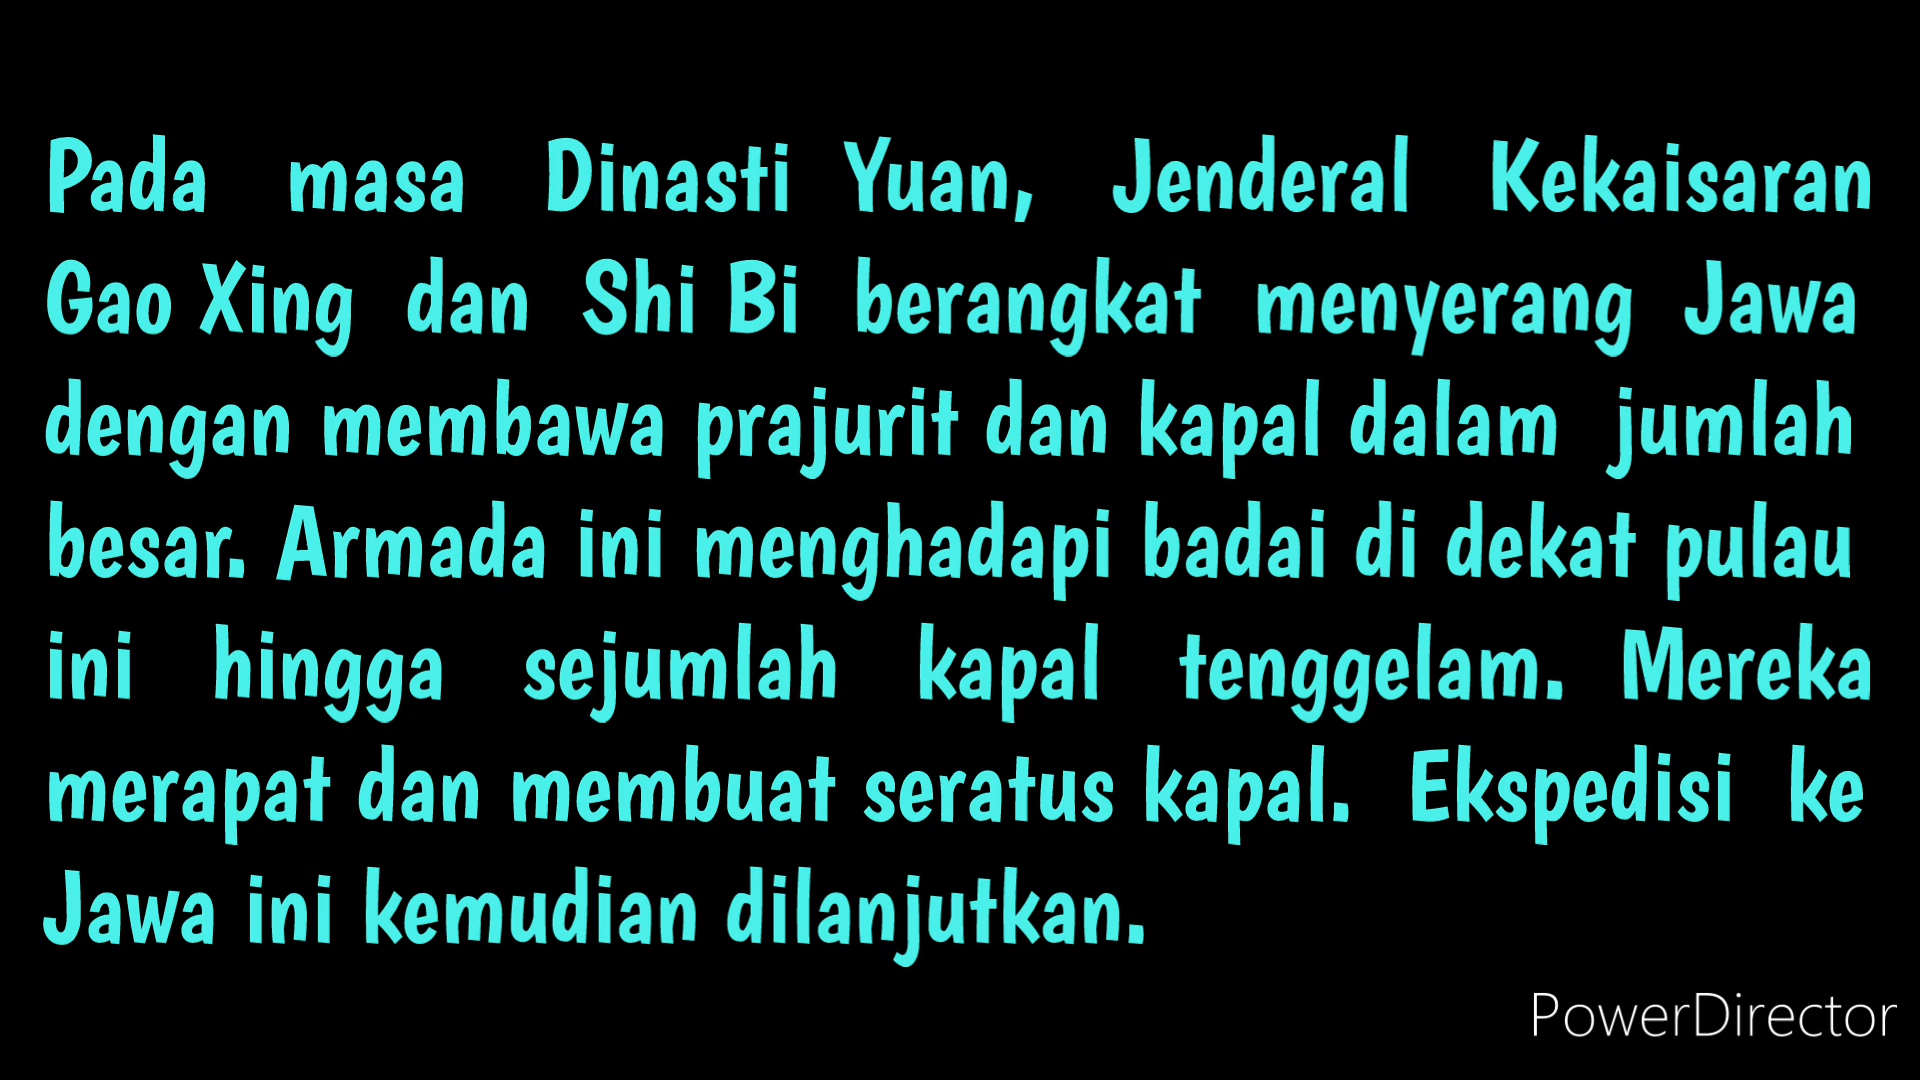 Pada masa Dinasti Yuan, Jenderal Kekaisaran
Gao Xing dan Shi Bi berangkat menyerang Jawa
dengan membawa prajurit dan kapal dalam jumlah
besar. Armada ini menghadapi badai di dekat pulau
ini hingga sejumlah kapal tenggelam. Mereka
merapat dan membuat seratus kapal. Ekspedisi ke
Jawa ini kemudian dilanjutkan.
PowerDirector